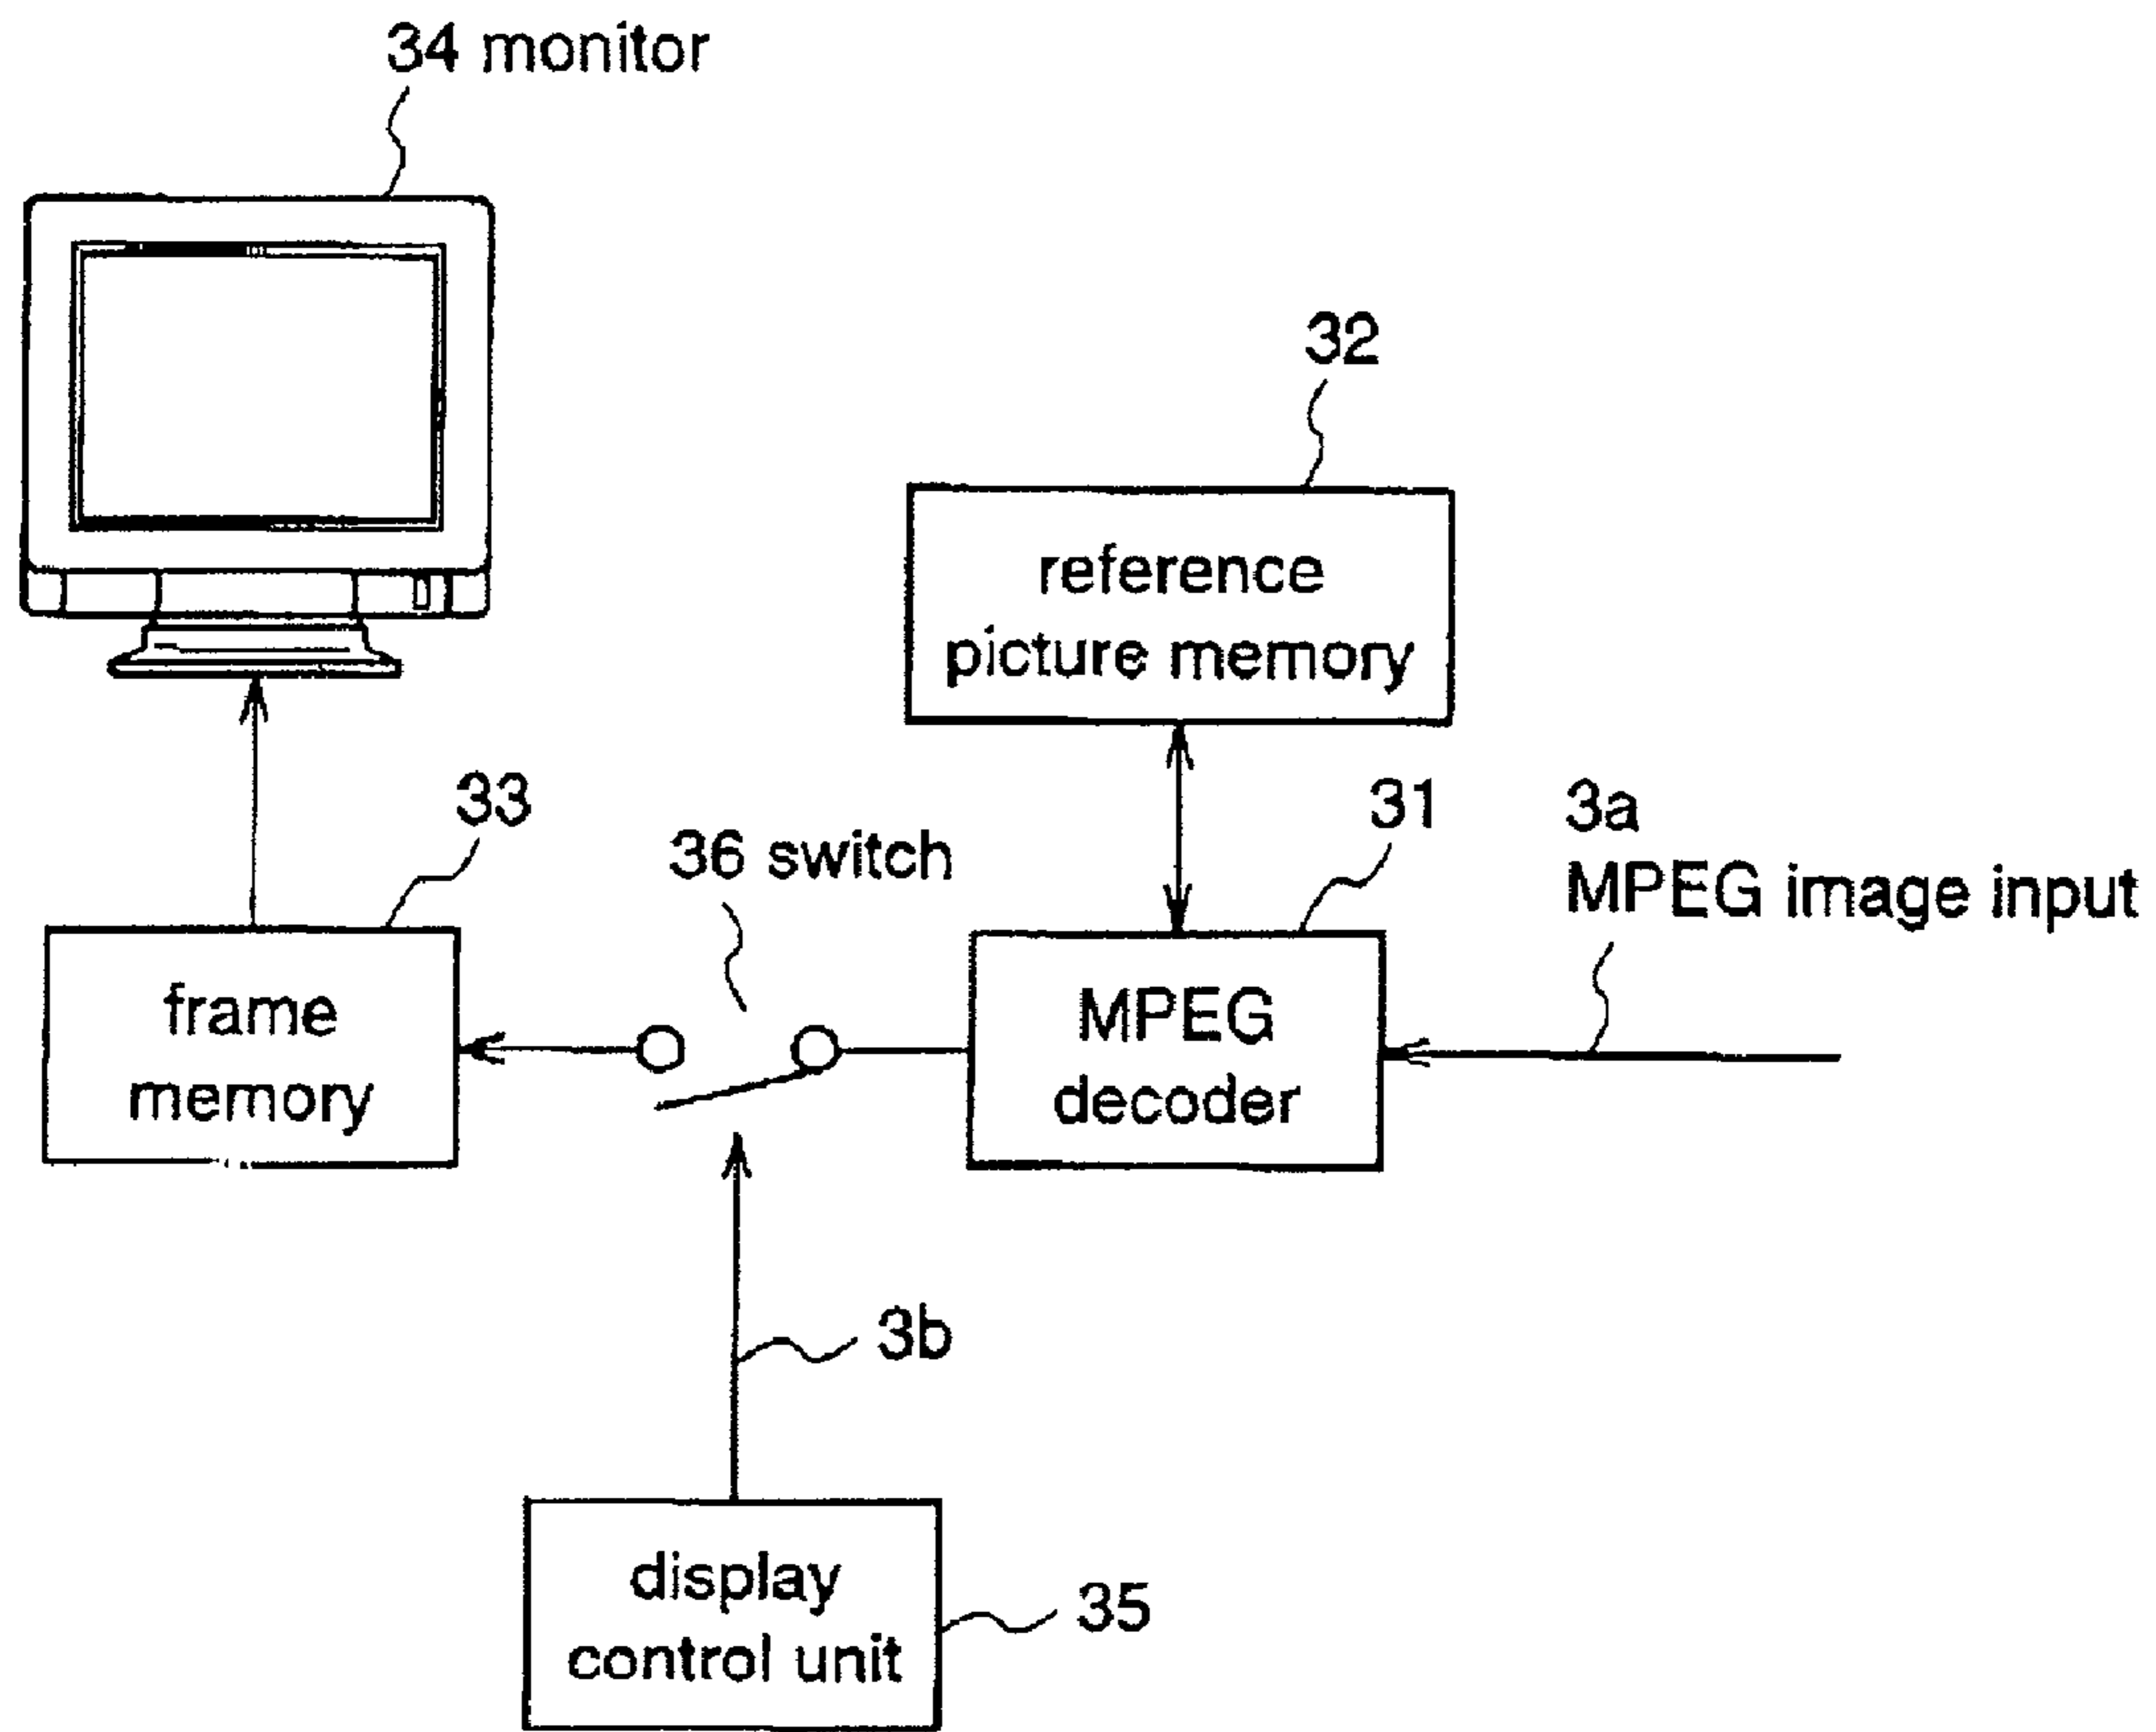 34 monitor
32
reference
picture memory
33
36 switch
31
3a
MPEG image input
frame
memory
MPEG
decoder
3b
display
control unit
35